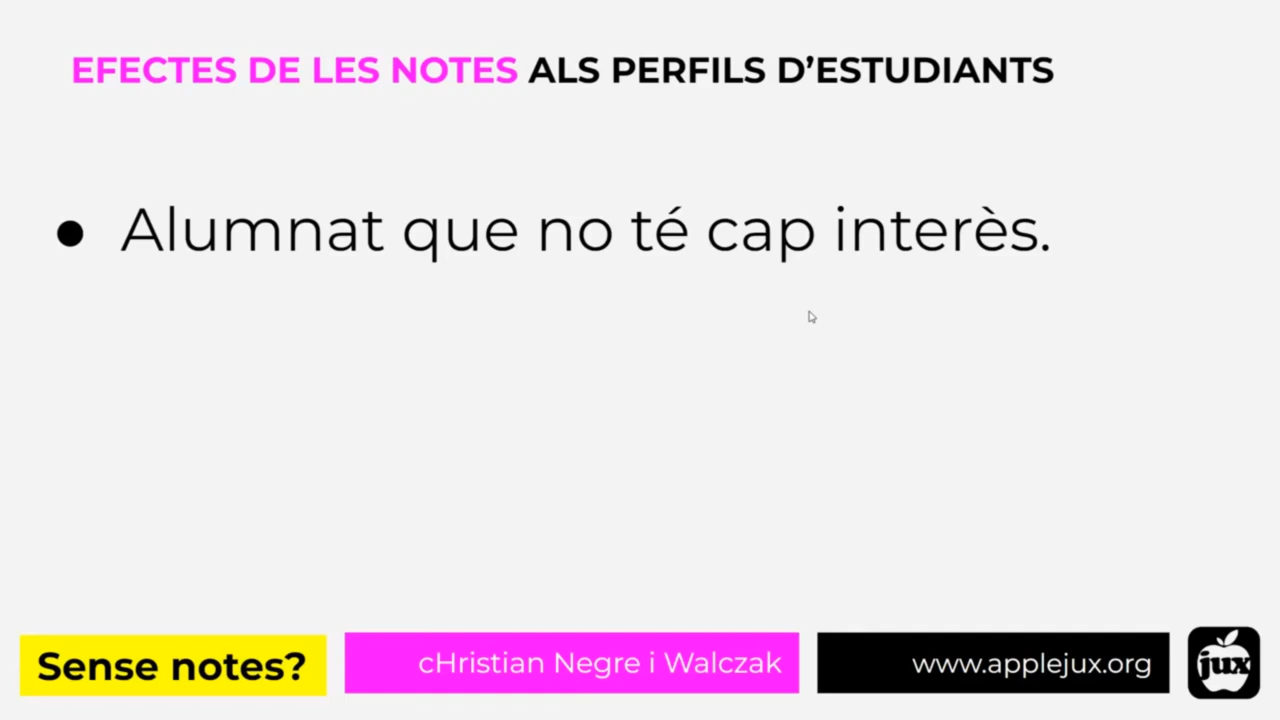 EFECTES DE LES NOTES ALS PERFILS D’ESTUDIANTS
● Alumnat que no té cap interès.
Sense notes?
cHristian Negre i Walczak
www.applejux.org
jux